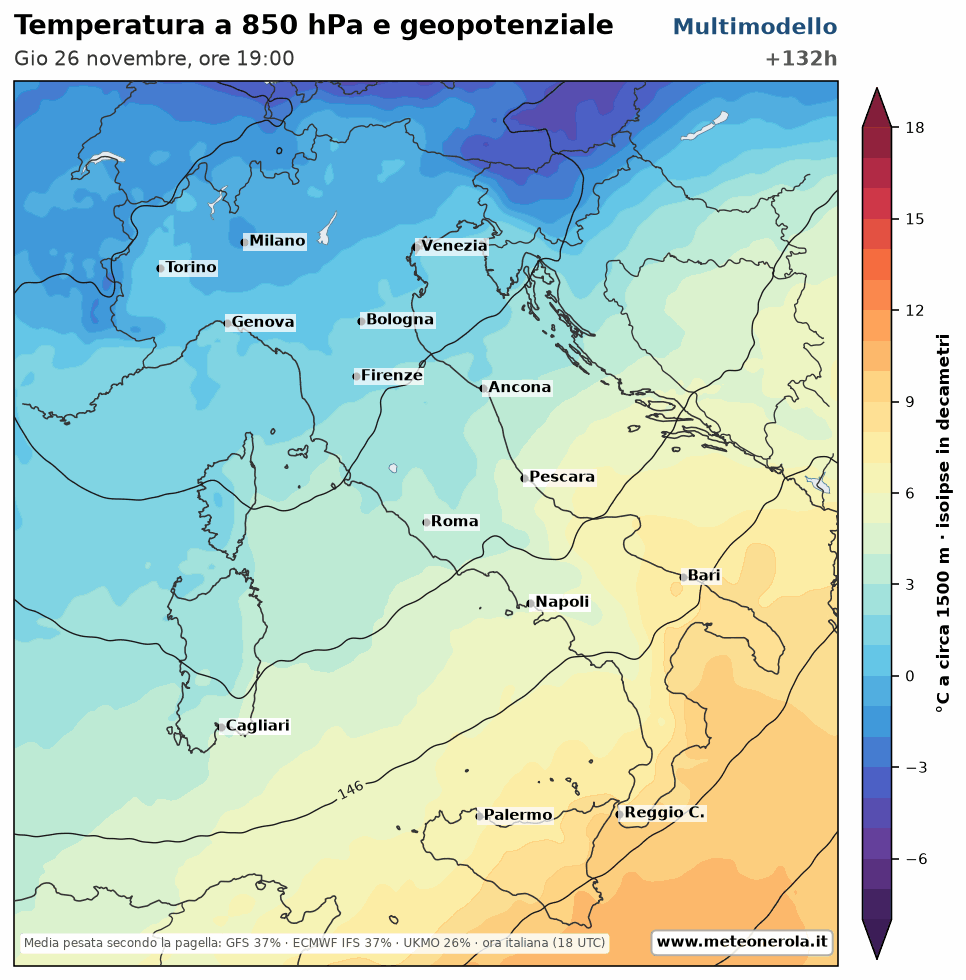 Temperatura a 850 hPa e geopotenziale
Multimodello
Gio 26 novembre, ore 19:00
+132h
18
15
12
9
6
3
0
−3
−6
°C a circa 1500 m · isoipse in decametri
Milano
Venezia
Torino
Genova
Bologna
Firenze
Ancona
Pescara
Roma
Bari
Napoli
Cagliari
146
Palermo
Reggio C.
Media pesata secondo la pagella: GFS 37% · ECMWF IFS 37% · UKMO 26% · ora italiana (18 UTC)
www.meteonerola.it